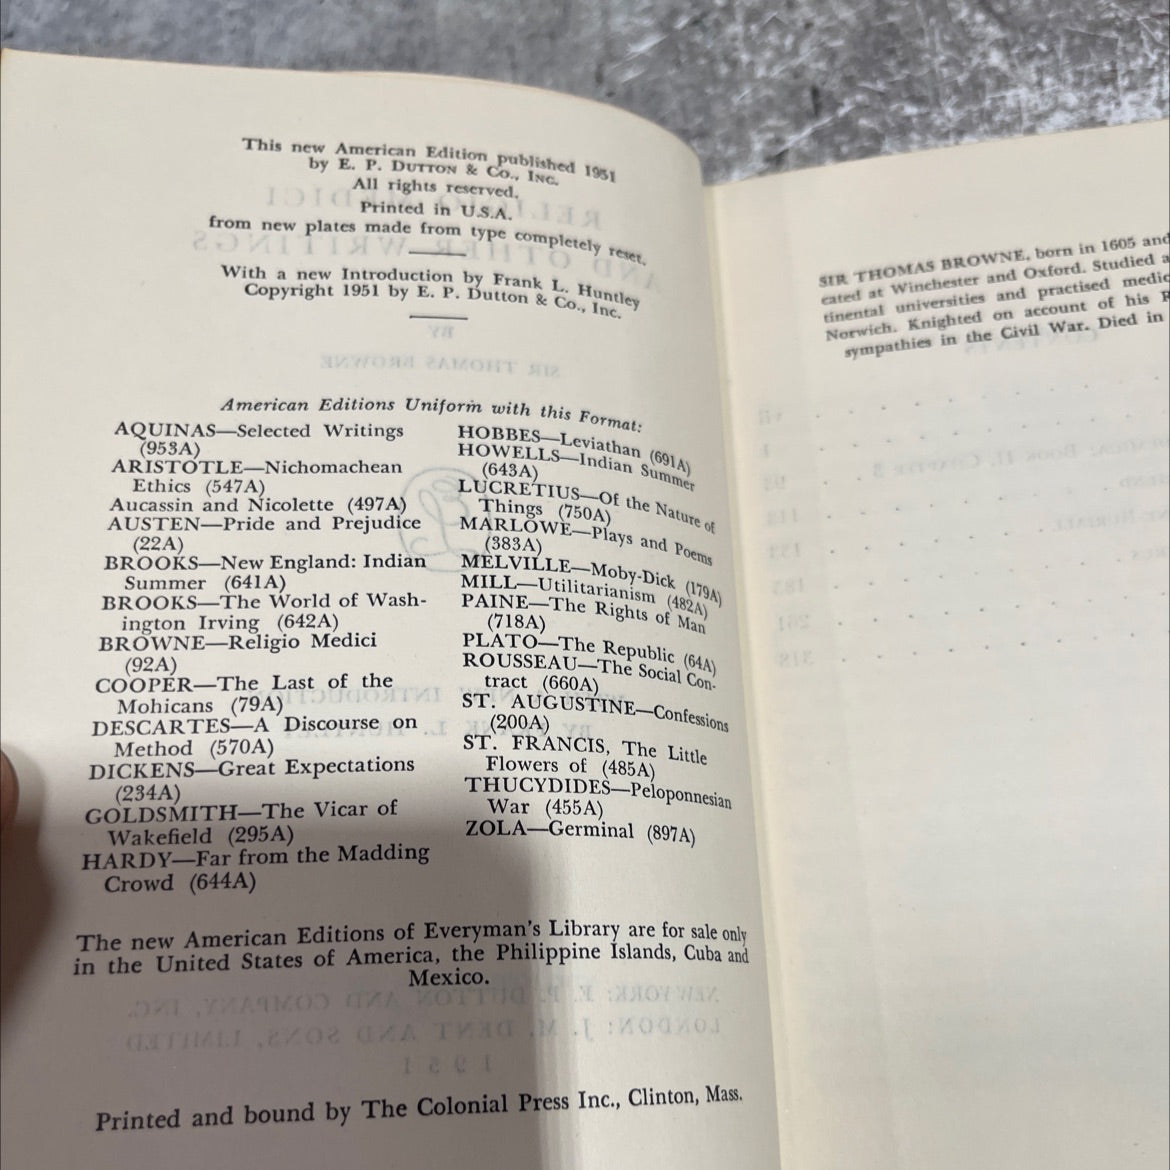 This new American Edition published 1951
by E. P. DUTTON & Co., INC.
All rights reserved.
Printed in U.S.A.
from new plates made from type completely reset.
With a new Introduction by Frank L. Huntley
Copyright 1951 by E. P. Dutton & Co., Inc.
American Editions Uniform with this Format:
AQUINAS—Selected Writings
(953A)
ARISTOTLE—Nichomachean
Ethics (547A)
Aucassin and Nicolette (497A)
AUSTEN—Pride and Prejudice
(22A)
BROOKS—New England: Indian
Summer (641A)
BROOKS—The World of Wash-
ington Irving (642A)
BROWNE—Religio Medici
(92A)
COOPER—The Last of the
Mohicans (79A)
DESCARTES—A Discourse on
Method (570A)
DICKENS—Great Expectations
(234A)
GOLDSMITH—The Vicar of
Wakefield (295A)
HARDY—Far from the Madding
Crowd (644A)
HOBBES—Leviathan (691A)
HOWELLS—Indian Summer
(643A)
LUCRETIUS—Of the Nature of
Things (750A)
MARLOWE—Plays and Poems
(383A)
MELVILLE—Moby-Dick (179A)
MILL—Utilitarianism (482A)
PAINE—The Rights of Man
(718A)
PLATO—The Republic (64A)
ROUSSEAU—The Social Con-
tract (660A)
ST. AUGUSTINE—Confessions
(200A)
ST. FRANCIS, The Little
Flowers of (485A)
THUCYDIDES—Peloponnesian
War (455A)
ZOLA—Germinal (897A)
The new American Editions of Everyman's Library are for sale only
in the United States of America, the Philippine Islands, Cuba and
Mexico.
Printed and bound by The Colonial Press Inc., Clinton, Mass.
SIR THOMAS BROWNE, born in 1605 and
cated at Winchester and Oxford. Studied a
tinental universities and practised medic
Norwich. Knighted on account of his R
sympathies in the Civil War. Died in